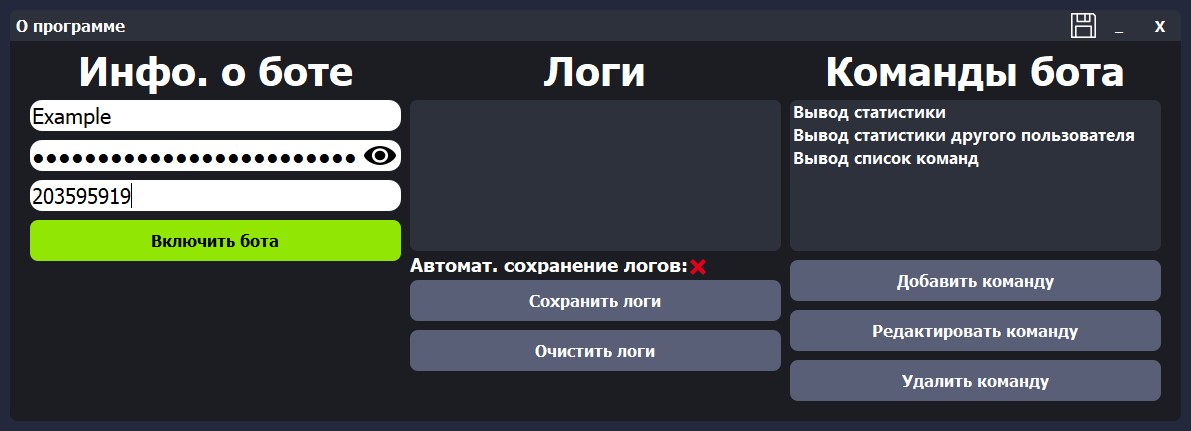 О программе
_ X
Инфо. о боте
Example
•••••••••••••••••••••••••
203595919
Включить бота
Логи
Автомат. сохранение логов:
Сохранить логи
Очистить логи
Команды бота
Вывод статистики
Вывод статистики другого пользователя
Вывод список команд
Добавить команду
Редактировать команду
Удалить команду